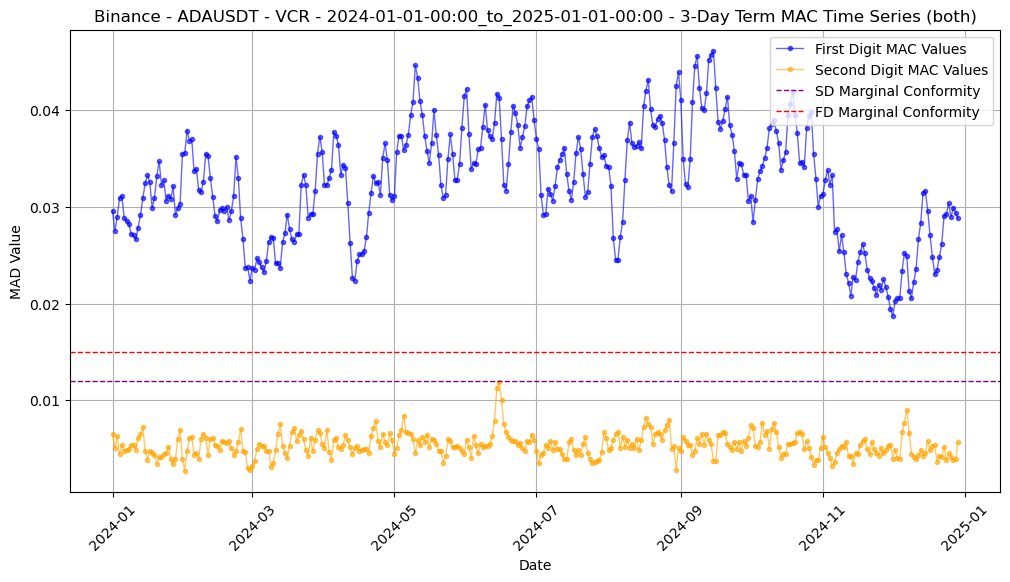 Binance - ADAUSDT - VCR - 2024-01-01-00:00_to_2025-01-01-00:00 - 3-Day Term MAC Time Series (both)
First Digit MAC Values
Second Digit MAC Values
SD Marginal Conformity
FD Marginal Conformity
MAD Value
0.04
0.03
0.02
0.01
2024-01
2024-03
2024-05
2024-07
2024-09
2024-11
2025-01
Date